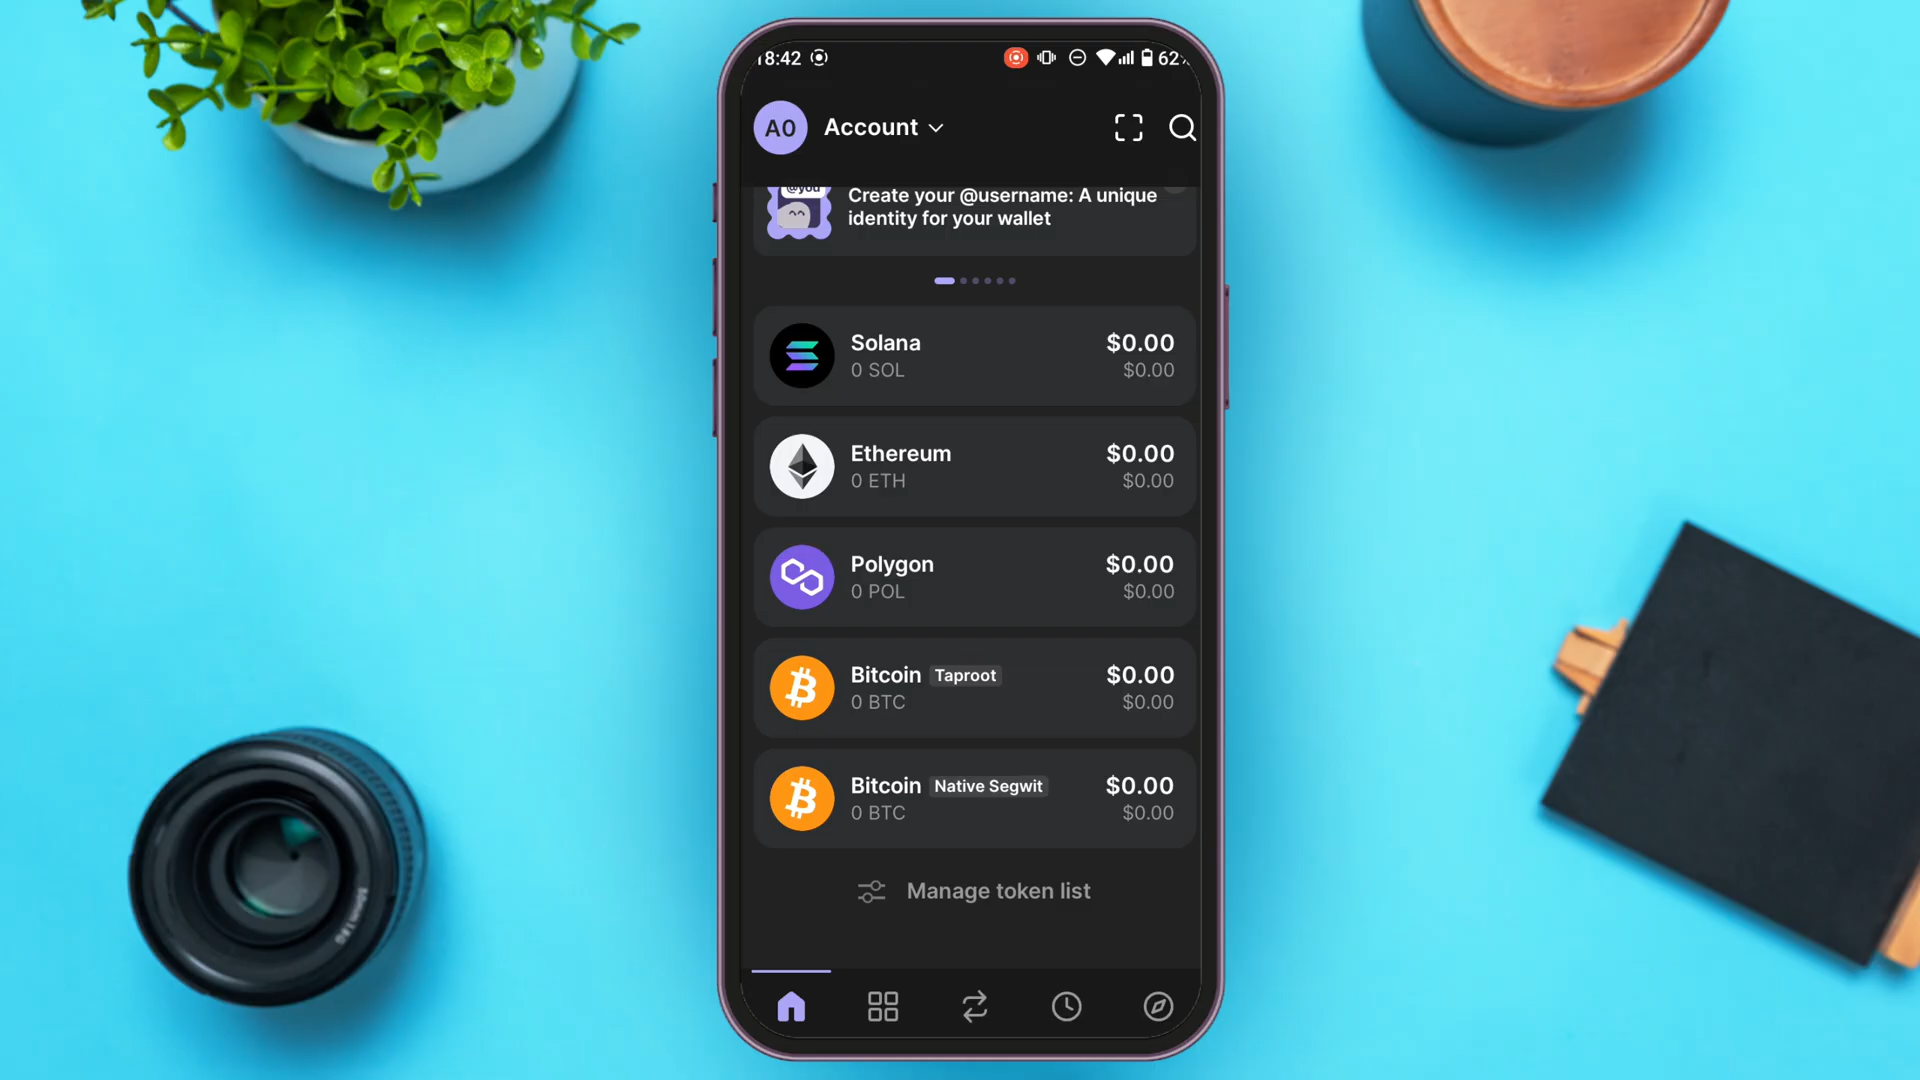 18:42
62
A0 Account
@you
Create your @username: A unique
identity for your wallet
Solana $0.00
0 SOL $0.00
Ethereum $0.00
0 ETH $0.00
Polygon $0.00
0 POL $0.00
Bitcoin Taproot $0.00
0 BTC $0.00
Bitcoin Native Segwit $0.00
0 BTC $0.00
Manage token list